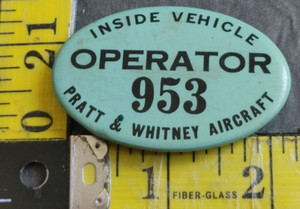 INSIDE VEHICLE
OPERATOR
953
PRATT & WHITNEY AIRCRAFT
2
1
1
FIBER-GLASS
2